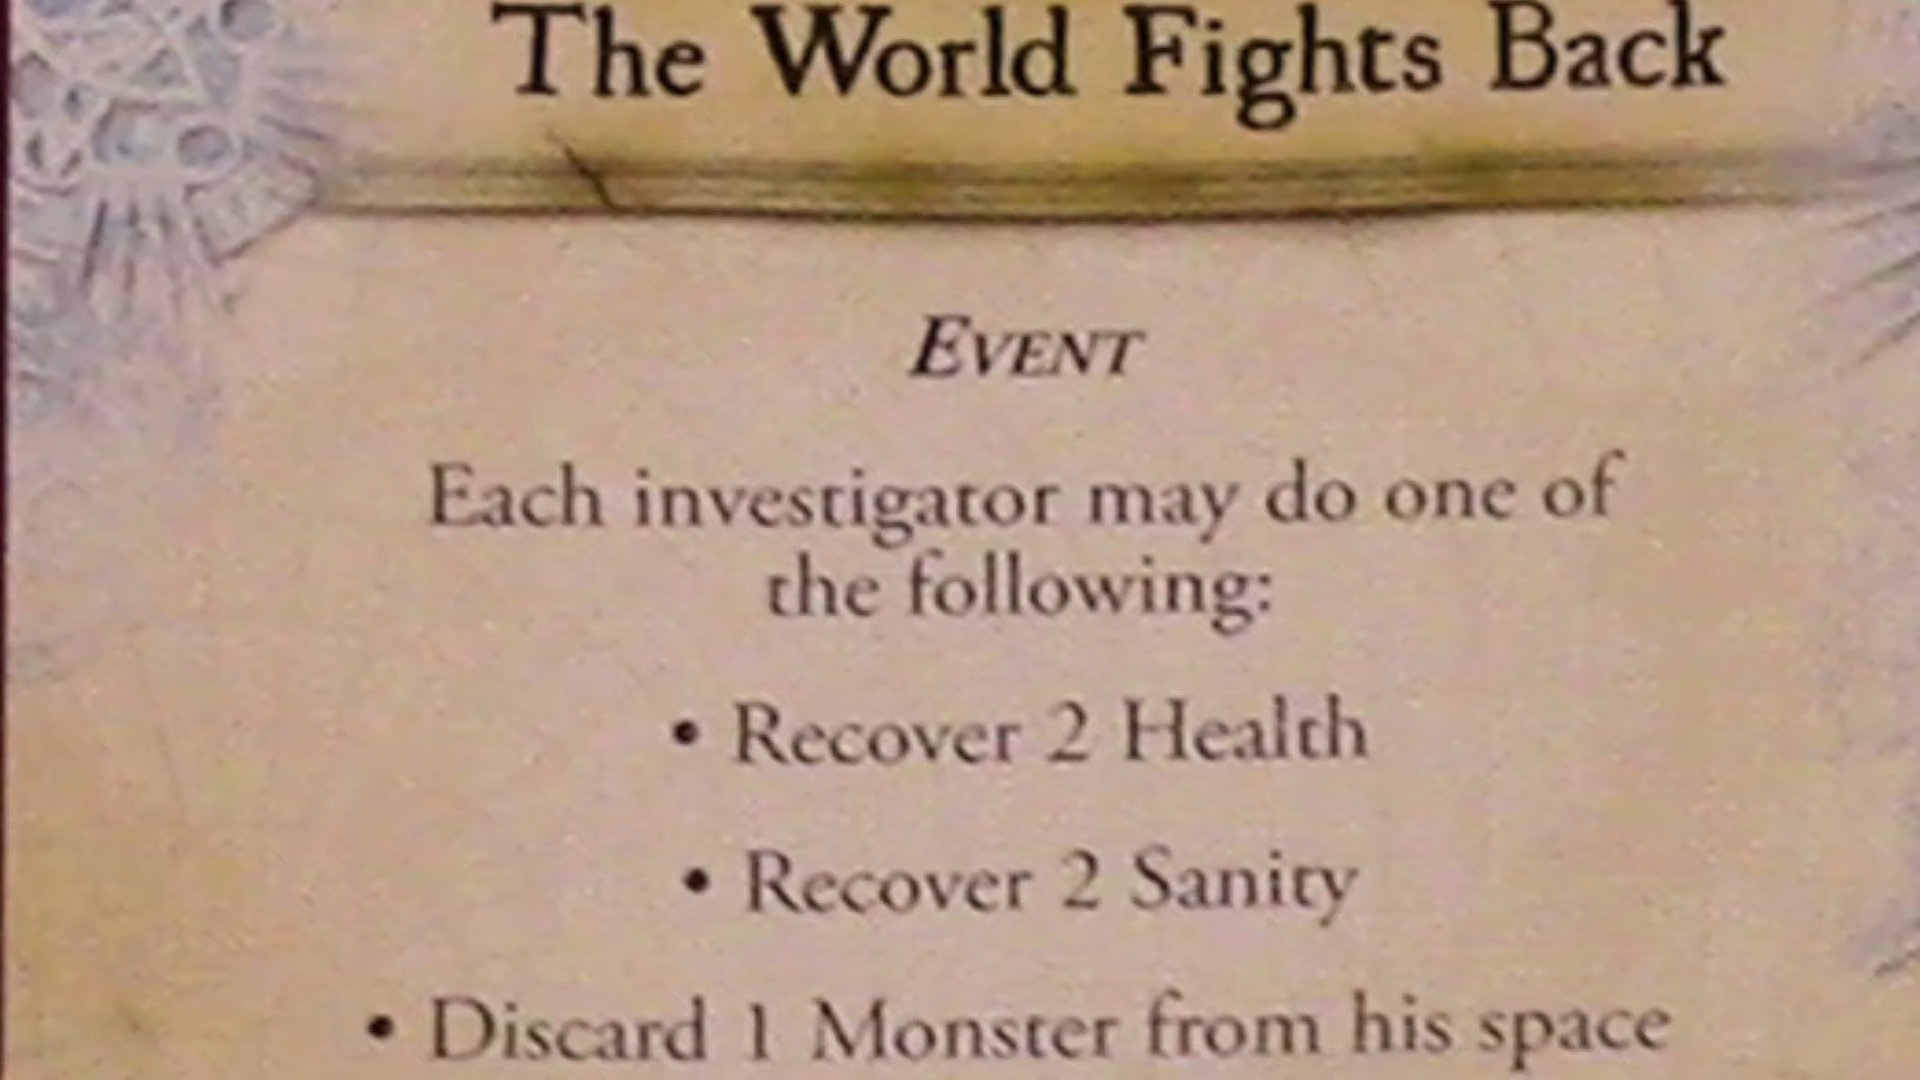 The World Fights Back
EVENT
Each investigator may do one of
the following:
• Recover 2 Health
• Recover 2 Sanity
• Discard 1 Monster from his space